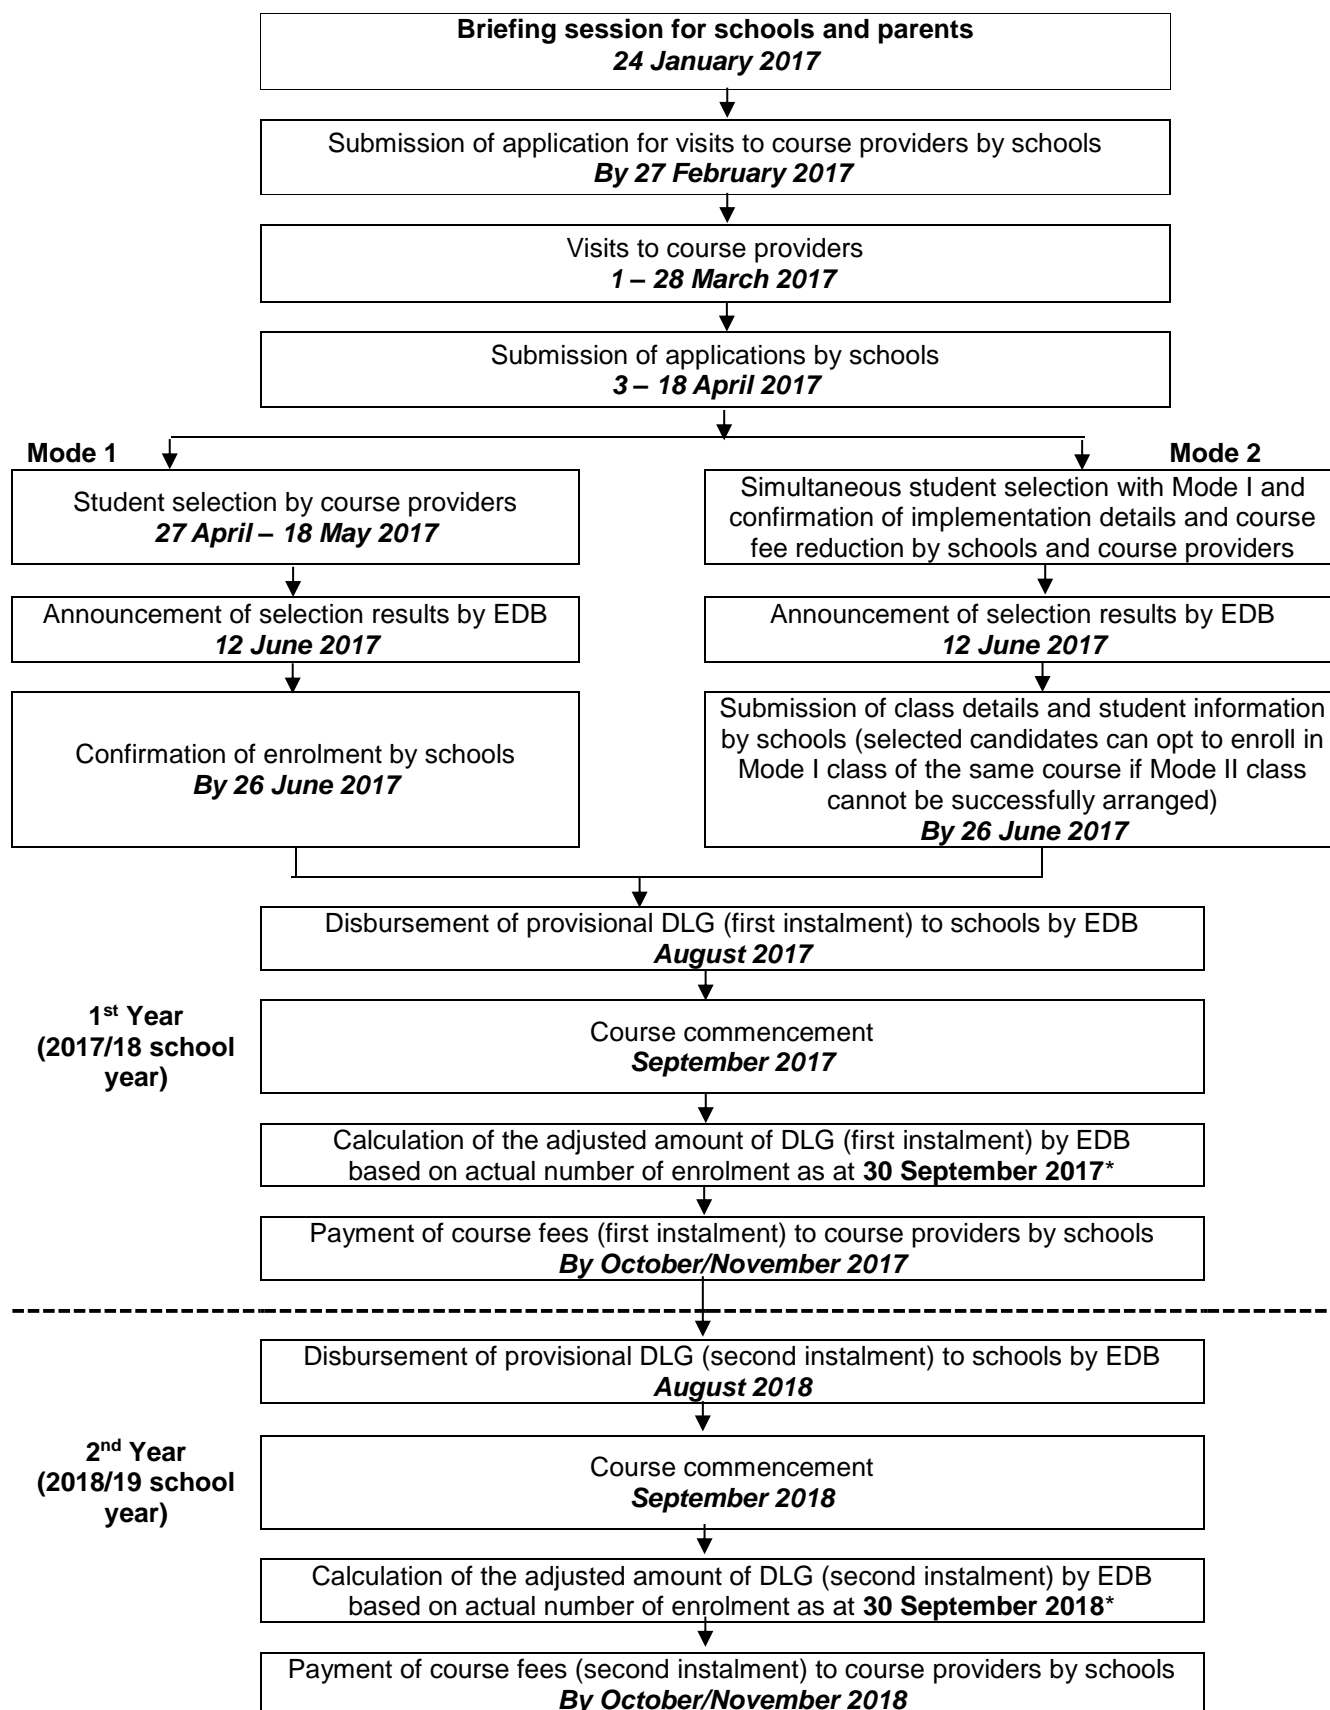 Briefing session for schools and parents
24 January 2017
Submission of application for visits to course providers by schools
By 27 February 2017
Visits to course providers
1 – 28 March 2017
Submission of applications by schools
3 – 18 April 2017
Mode 1
Student selection by course providers
27 April – 18 May 2017
Announcement of selection results by EDB
12 June 2017
Confirmation of enrolment by schools
By 26 June 2017
Mode 2
Simultaneous student selection with Mode I and
confirmation of implementation details and course
fee reduction by schools and course providers
Announcement of selection results by EDB
12 June 2017
Submission of class details and student information
by schools (selected candidates can opt to enroll in
Mode I class of the same course if Mode II class
cannot be successfully arranged)
By 26 June 2017
Disbursement of provisional DLG (first instalment) to schools by EDB
August 2017
1st Year
(2017/18 school
year)
Course commencement
September 2017
Calculation of the adjusted amount of DLG (first instalment) by EDB
based on actual number of enrolment as at 30 September 2017*
Payment of course fees (first instalment) to course providers by schools
By October/November 2017
Disbursement of provisional DLG (second instalment) to schools by EDB
August 2018
2nd Year
(2018/19 school
year)
Course commencement
September 2018
Calculation of the adjusted amount of DLG (second instalment) by EDB
based on actual number of enrolment as at 30 September 2018*
Payment of course fees (second instalment) to course providers by schools
By October/November 2018